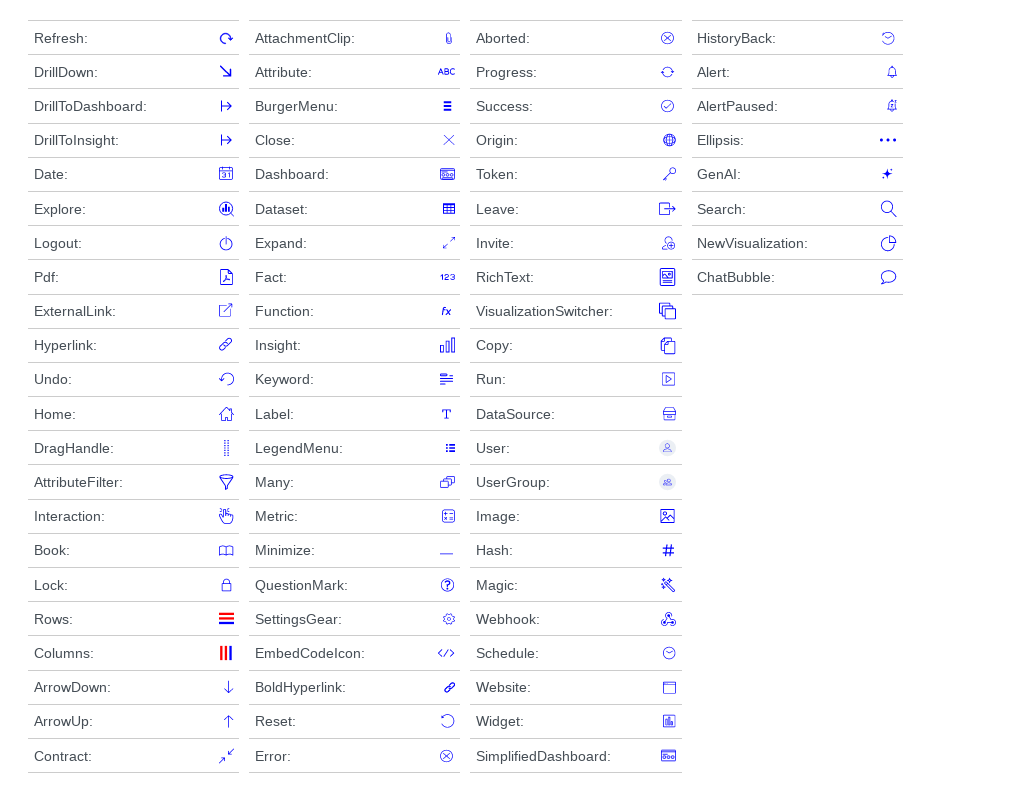 Refresh:
DrillDown:
DrillToDashboard:
DrillToInsight:
Date:
31
Explore:
Logout:
Pdf:
ExternalLink:
Hyperlink:
Undo:
Home:
DragHandle:
AttributeFilter:
Interaction:
Book:
Lock:
Rows:
Columns:
ArrowDown:
ArrowUp:
Contract:
AttachmentClip:
Attribute: ABC
BurgerMenu:
Close:
Dashboard:
Dataset:
Expand:
Fact: 123
Function: fx
Insight:
Keyword:
Label: T
LegendMenu:
Many:
Metric:
Minimize:
QuestionMark: ?
SettingsGear:
EmbedCodeIcon: </>
BoldHyperlink:
Reset:
Error:
Aborted:
Progress:
Success:
Origin:
Token:
Leave:
Invite:
RichText:
VisualizationSwitcher:
Copy:
Run:
DataSource:
User:
UserGroup:
Image:
Hash: #
Magic:
Webhook:
Schedule:
Website:
Widget:
SimplifiedDashboard:
HistoryBack:
Alert:
AlertPaused:
Ellipsis:
GenAI:
Search:
NewVisualization:
ChatBubble: